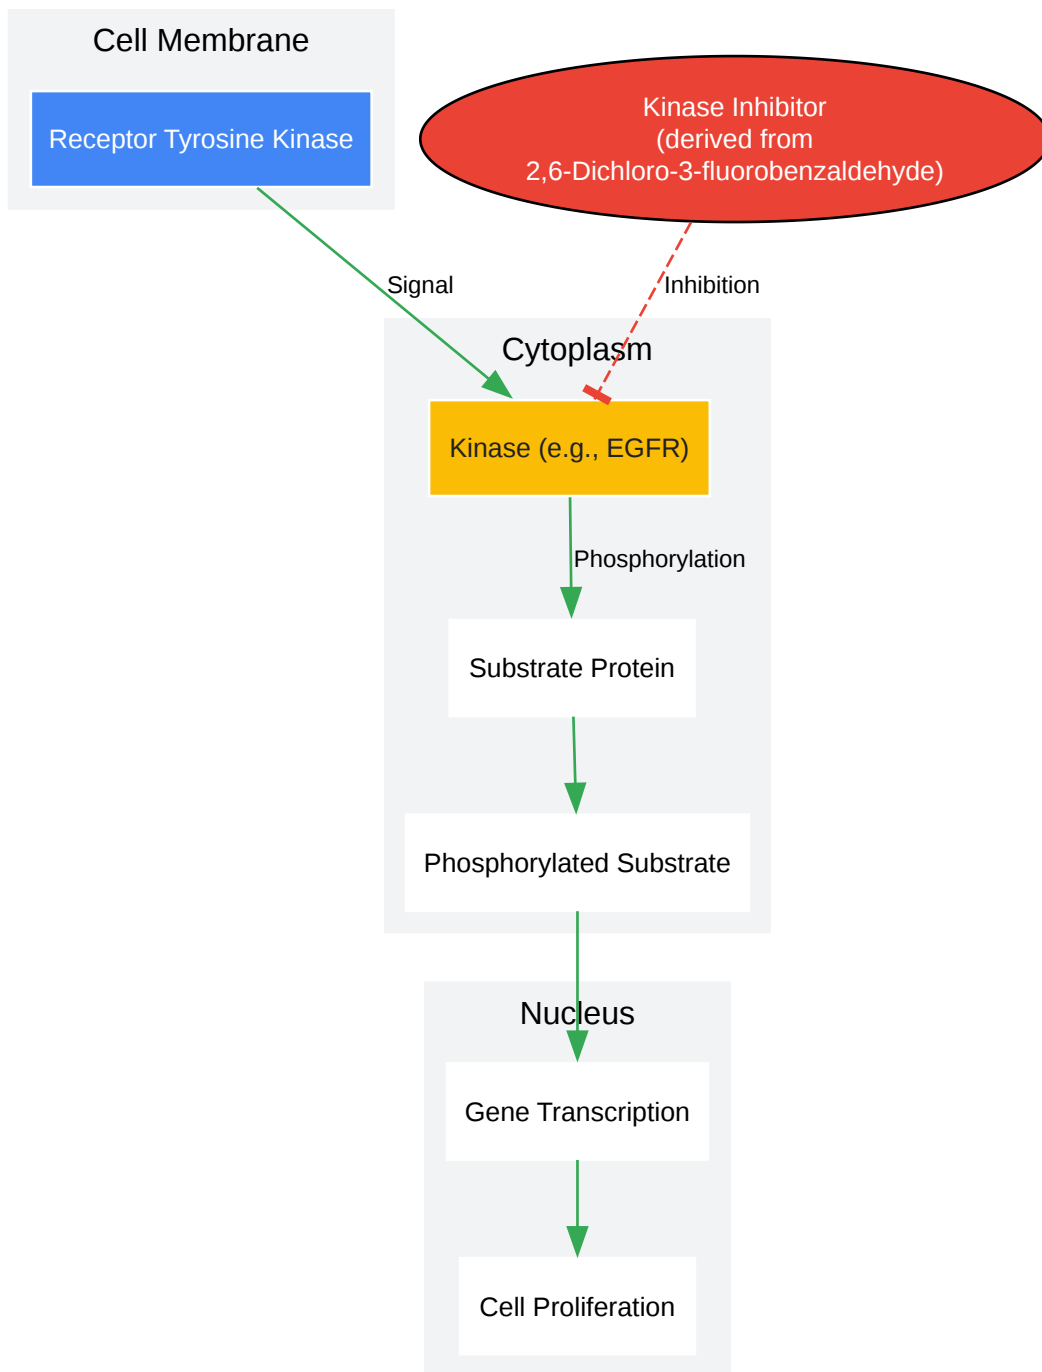 Cell Membrane
Receptor Tyrosine Kinase
Kinase Inhibitor
(derived from
2,6-Dichloro-3-fluorobenzaldehyde)
Signal
Inhibition
Cytoplasm
Kinase (e.g., EGFR)
Phosphorylation
Substrate Protein
Phosphorylated Substrate
Nucleus
Gene Transcription
Cell Proliferation